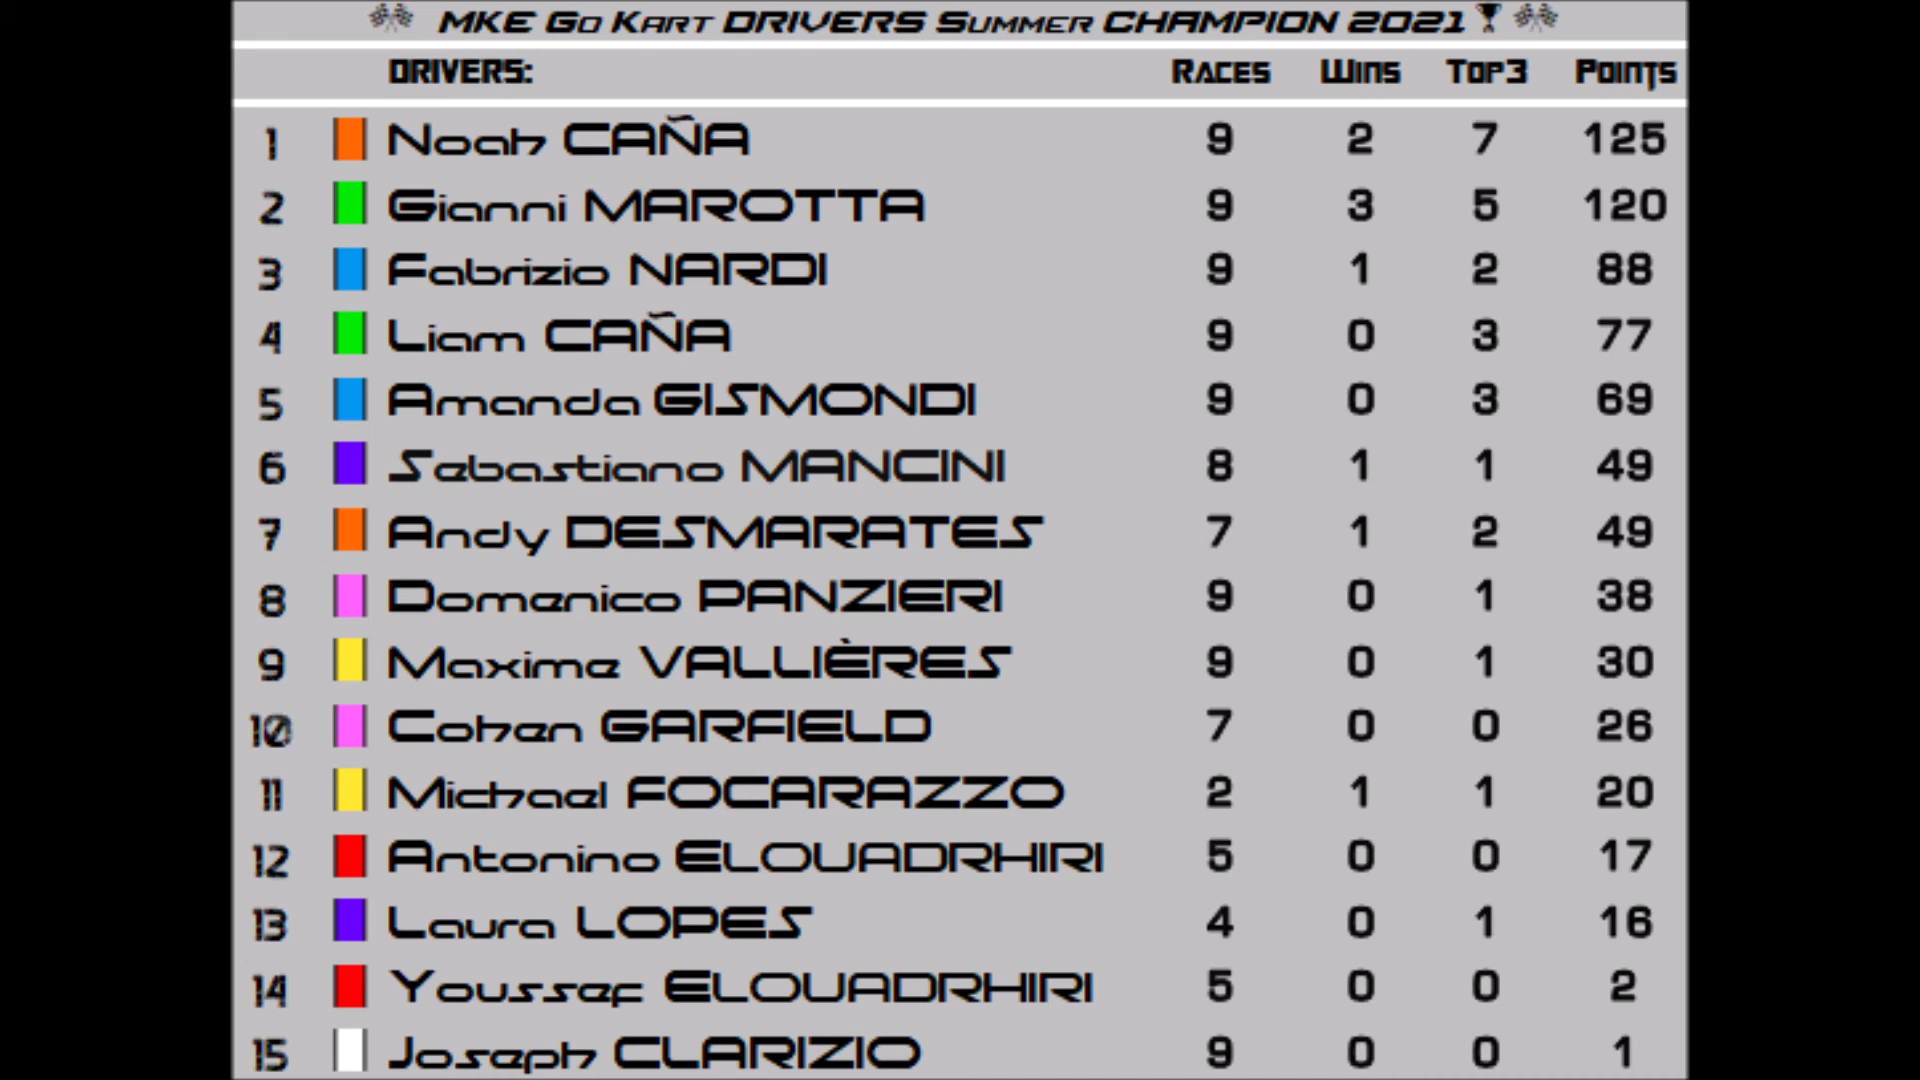 MKE Go Kart DRIVERS Summer CHAMPION 2021
DRIVERS: Races Wins Top3 Points
1 Noah CAÑA 9 2 7 125
2 Gianni MAROTTA 9 3 5 120
3 Fabrizio NARDI 9 1 2 88
4 Liam CAÑA 9 0 3 77
5 Amanda GISMONDI 9 0 3 69
6 Sebastiano MANCINI 8 1 1 49
7 Andy DESMARATES 7 1 2 49
8 Domenico PANZIERI 9 0 1 38
9 Maxime VALLIÈRES 9 0 1 30
10 Cohen GARFIELD 7 0 0 26
11 Michael FOCARAZZO 2 1 1 20
12 Antonino ELOUADRHIRI 5 0 0 17
13 Laura LOPES 4 0 1 16
14 Youssef ELOUADRHIRI 5 0 0 2
15 Joseph CLARIZIO 9 0 0 1